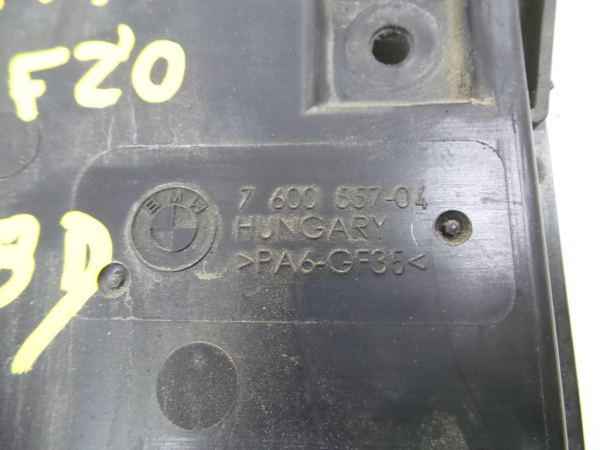 F20
BMW
7 600 557-04
HUNGARY
>PA6-GF35<